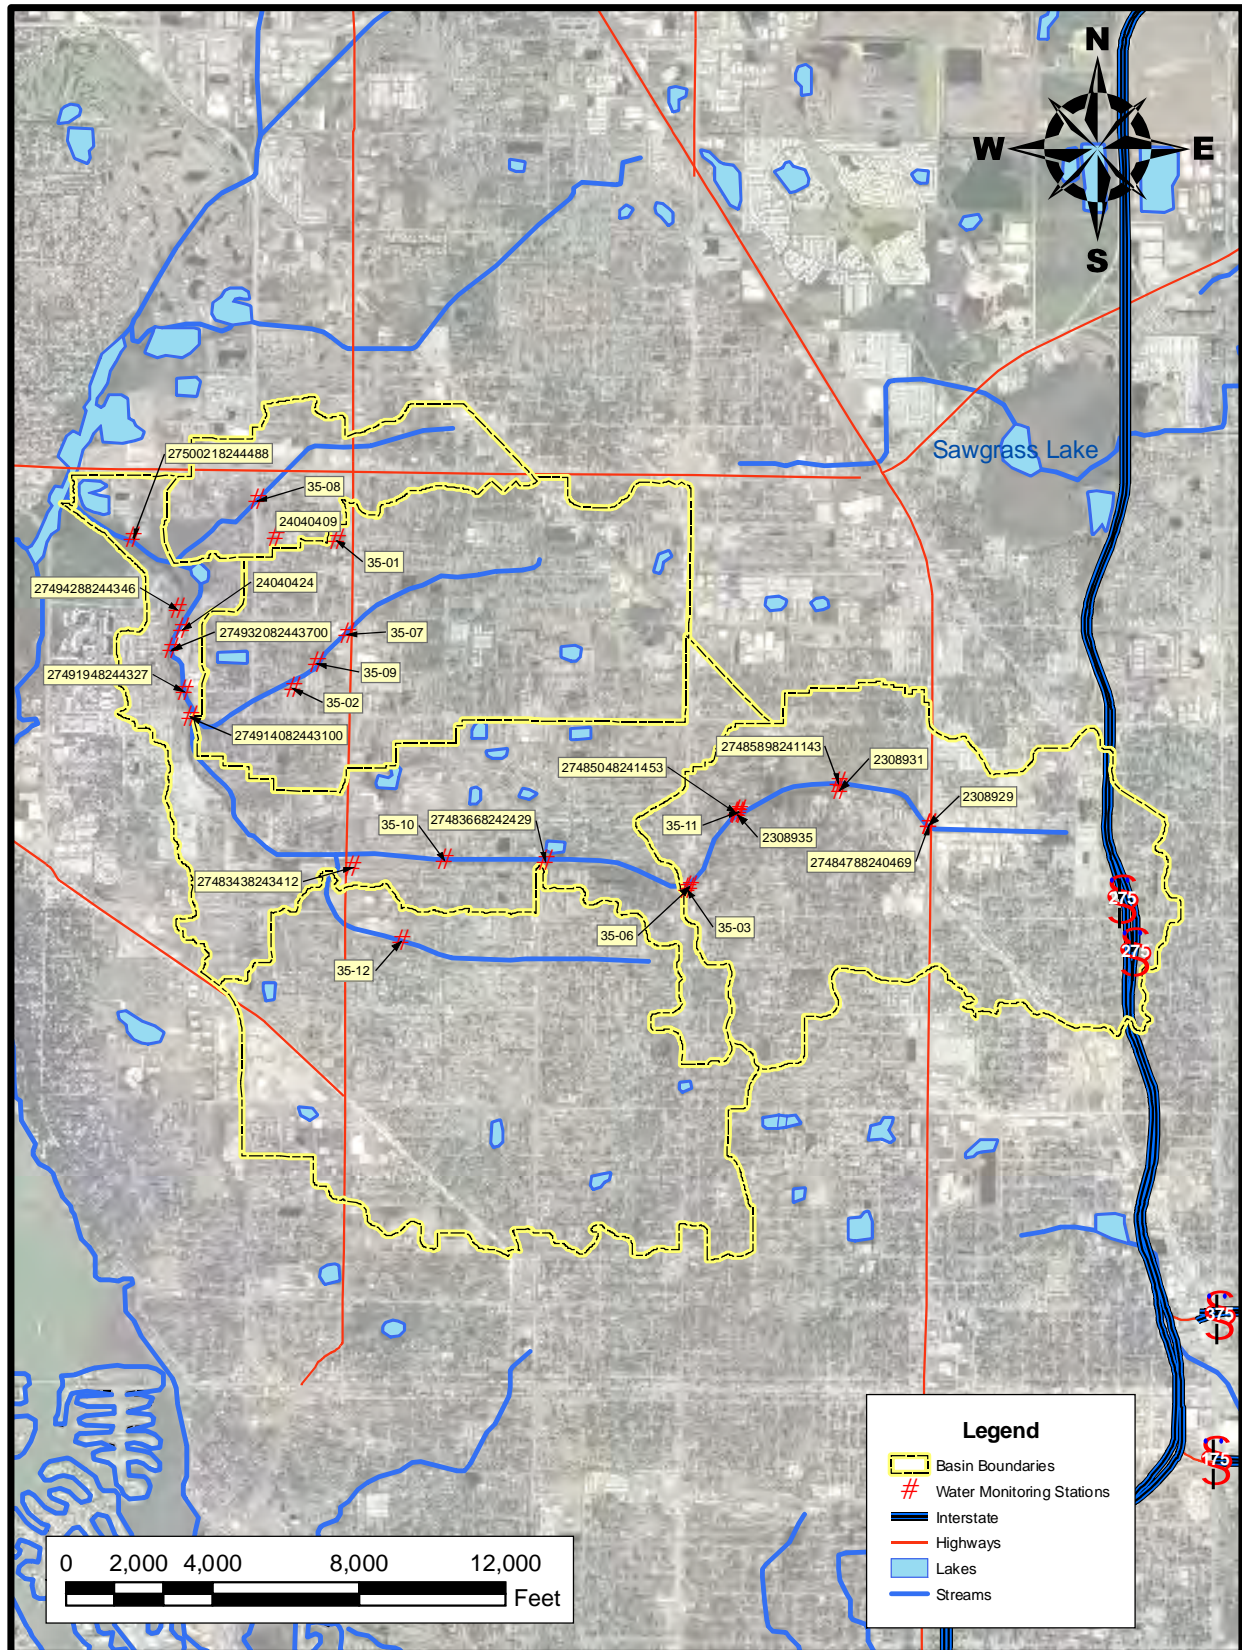 N
W
E
S
Sawgrass Lake
27500218244488
35-08
24040409
35-01
27494288244346
24040424
274932082443700
35-07
35-09
27491948244327
35-02
274914082443100
27485898241143
2308931
27485048241453
2308929
35-10
27483668242429
35-11
2308935
27484788240469
27483438243412
275
35-06
35-03
275
35-12
375
175
Legend
Basin Boundaries
Water Monitoring Stations
Interstate
Highways
Lakes
Streams
0 2,000 4,000 8,000 12,000
Feet